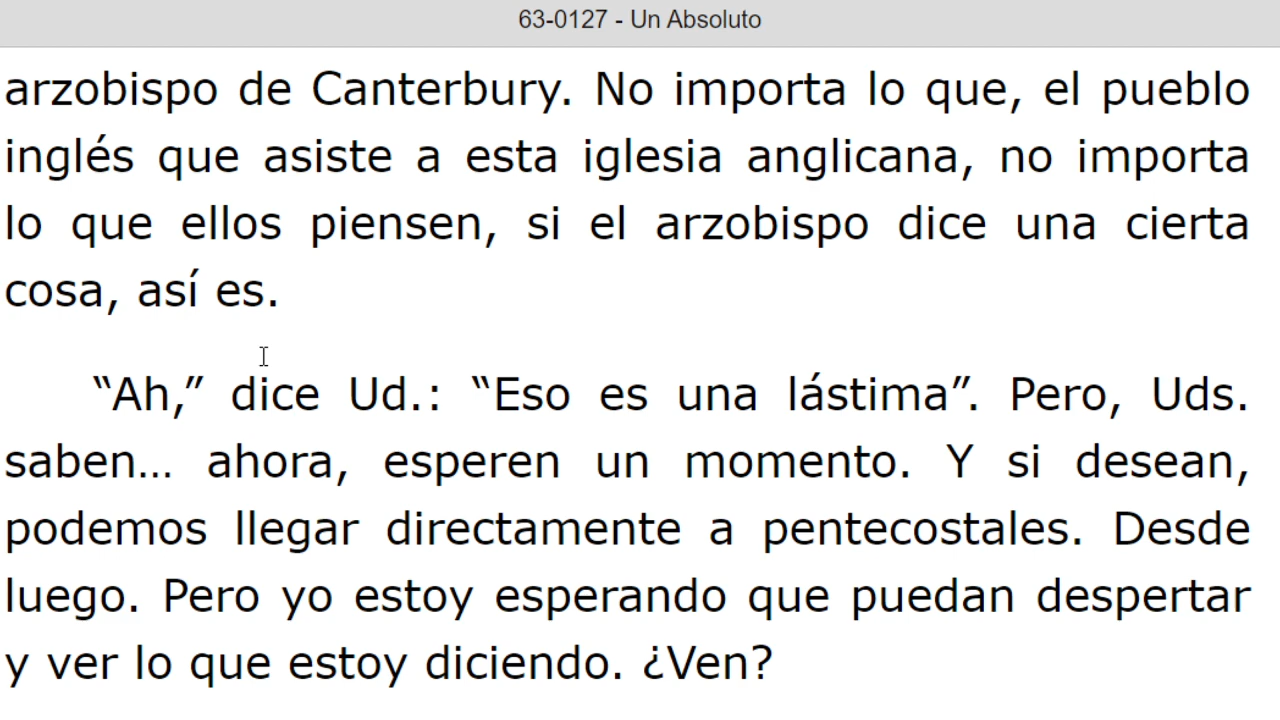 63-0127 - Un Absoluto
arzobispo de Canterbury. No importa lo que, el pueblo
inglés que asiste a esta iglesia anglicana, no importa
lo que ellos piensen, si el arzobispo dice una cierta
cosa, así es.
“Ah,” dice Ud.: “Eso es una lástima”. Pero, Uds.
saben... ahora, esperen un momento. Y si desean,
podemos llegar directamente a pentecostales. Desde
luego. Pero yo estoy esperando que puedan despertar
y ver lo que estoy diciendo. ¿Ven?